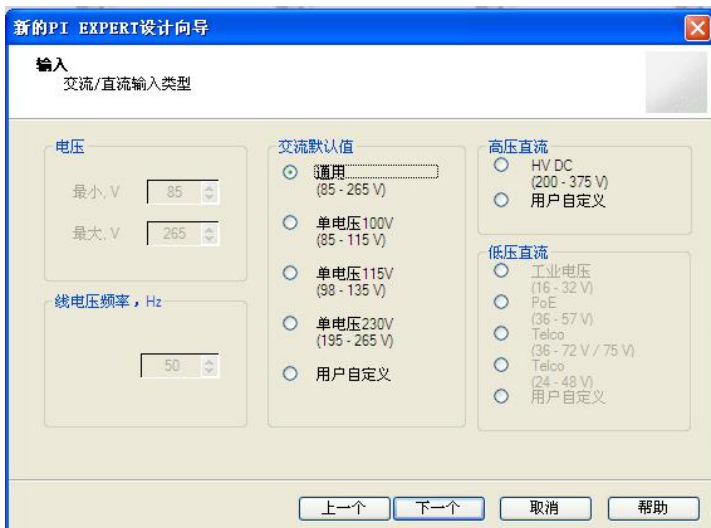 新的PI EXPERT设计向导
输入
交流/直流输入类型
电压
最小, V 85
最大, V 265
线电压频率，Hz
50
交流默认值
通用
(85 - 265 V)
单电压100V
(85 - 115 V)
单电压115V
(98 - 135 V)
单电压230V
(195 - 265 V)
用户自定义
高压直流
HV DC
(200 - 375 V)
用户自定义
低压直流
工业电压
(16 - 32 V)
PoE
(36 - 57 V)
Telco
(36 - 72 V / 75 V)
Telco
(24 - 48 V)
用户自定义
上一个 下一个 取消 帮助